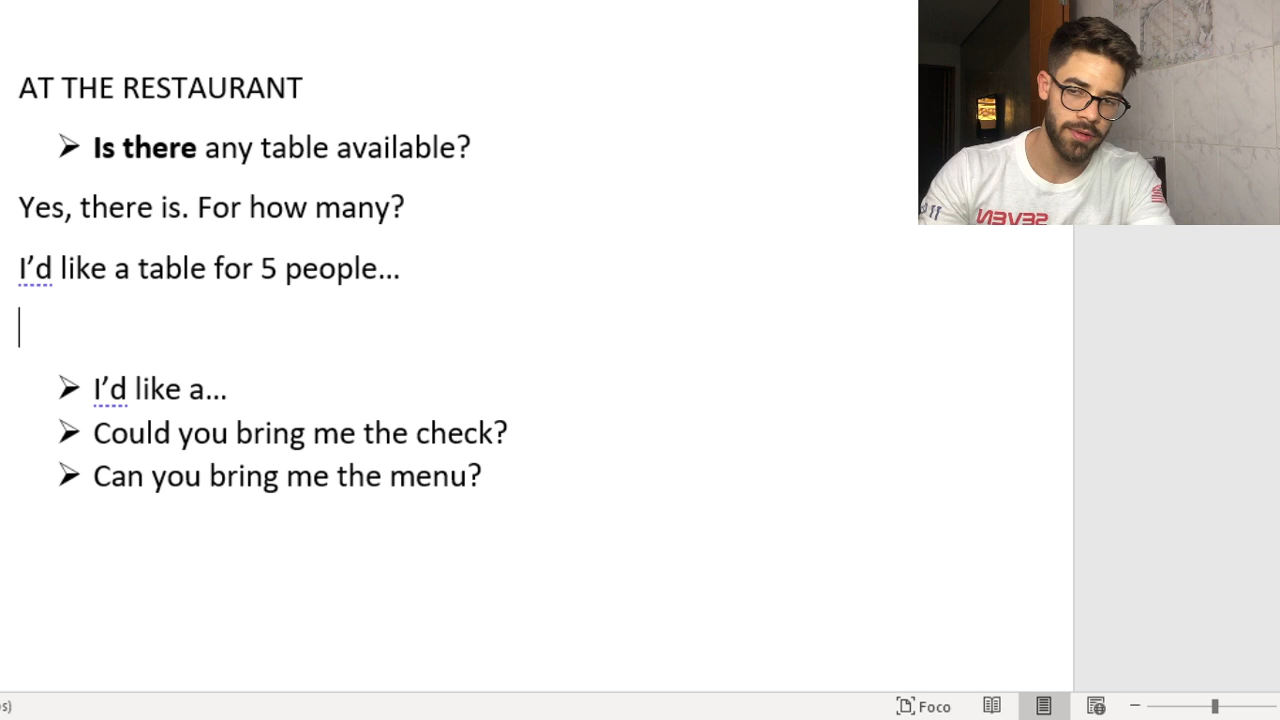 AT THE RESTAURANT
➢ Is there any table available?
Yes, there is. For how many?
I’d like a table for 5 people...
➢ I’d like a...
➢ Could you bring me the check?
➢ Can you bring me the menu?
Foco